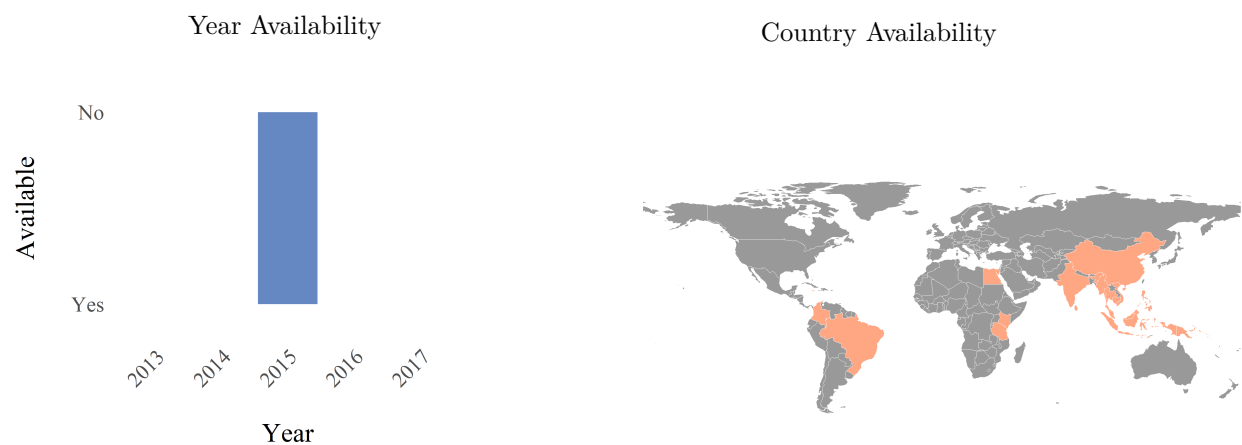 Year Availability
No
Yes
Available
2013
2014
2015
2016
2017
Year
Country Availability